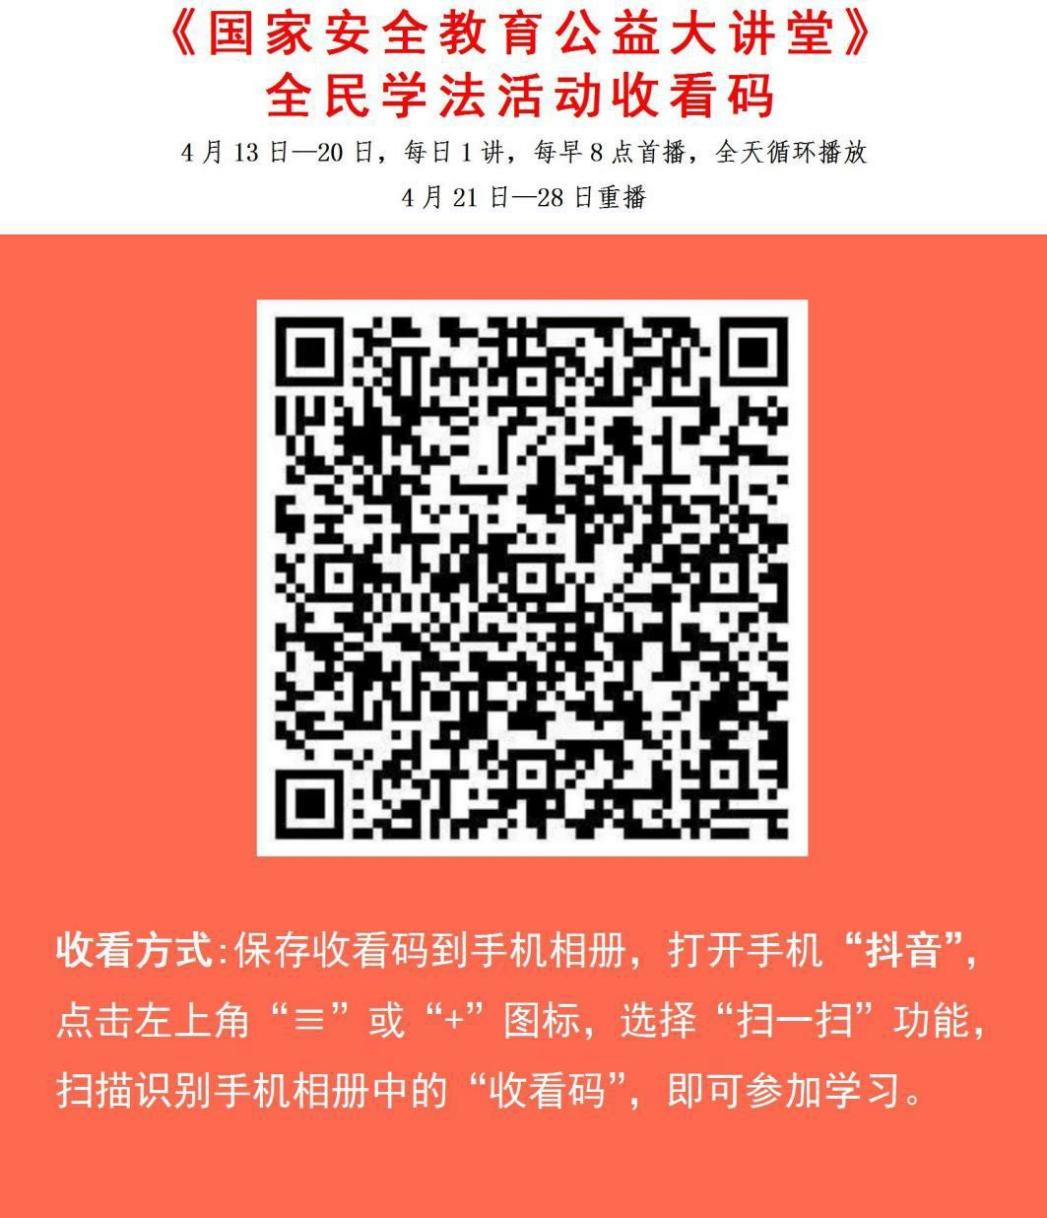 《国家安全教育公益大讲堂》
全民学法活动收看码
4月13日—20日，每日1讲，每早8点首播，全天循环播放
4月21日—28日重播
收看方式:保存收看码到手机相册，打开手机“抖音”，
点击左上角“☰”或“+”图标，选择“扫一扫”功能，
扫描识别手机相册中的“收看码”，即可参加学习。